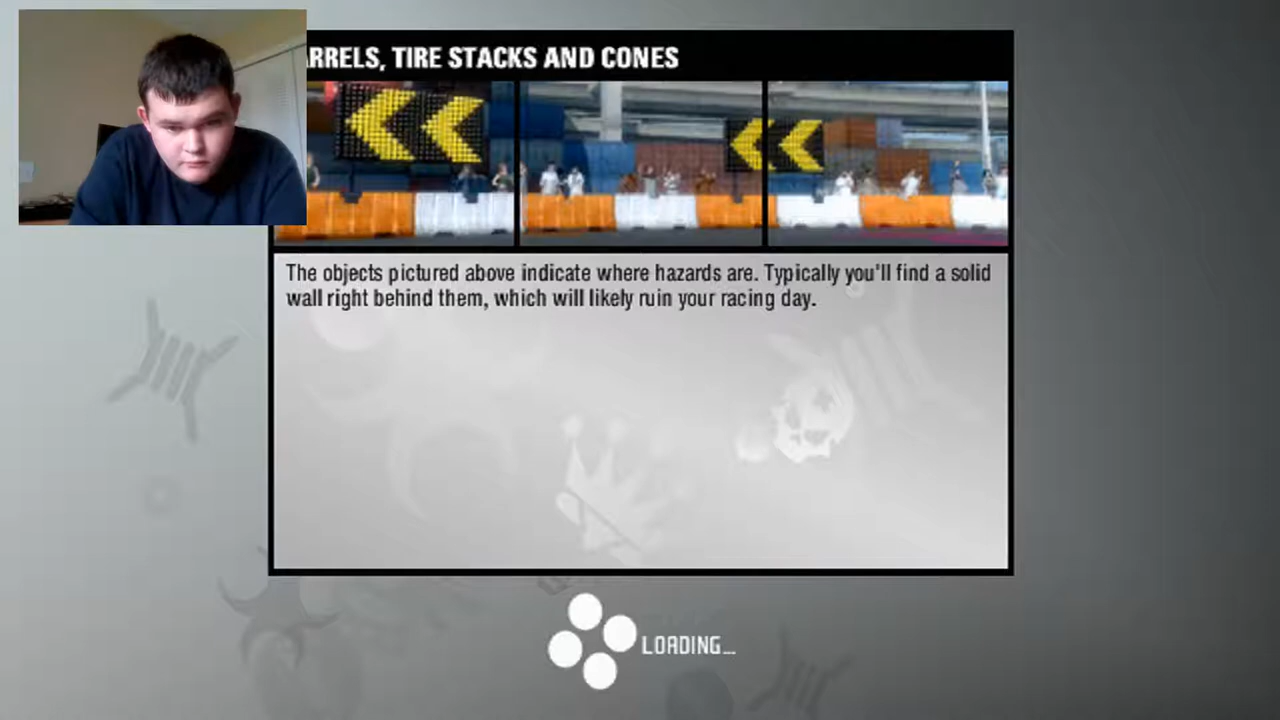 ARRELS, TIRE STACKS AND CONES
The objects pictured above indicate where hazards are. Typically you'll find a solid
wall right behind them, which will likely ruin your racing day.
LOADING...